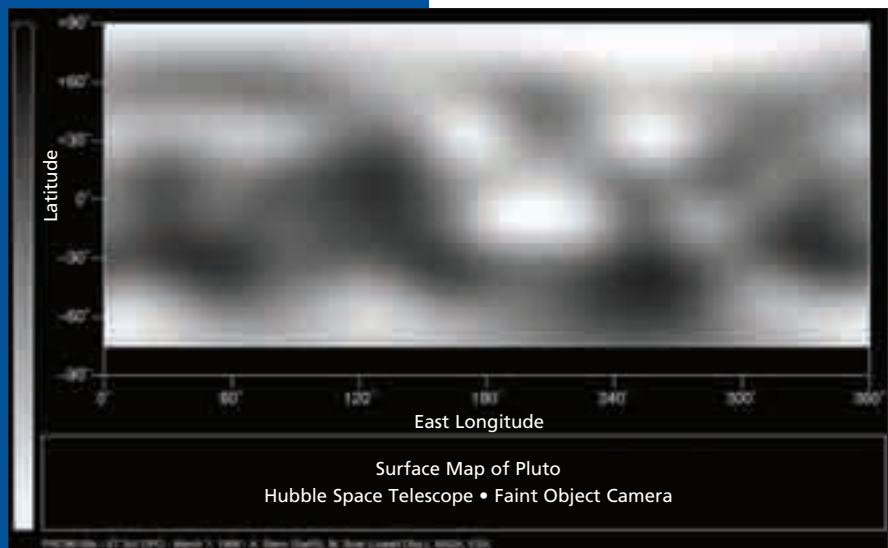 +90°
+60°
+30°
0°
-30°
-60°
-90°
Latitude
0° 60° 120° 180° 240° 300° 360°
East Longitude
Surface Map of Pluto
Hubble Space Telescope • Faint Object Camera